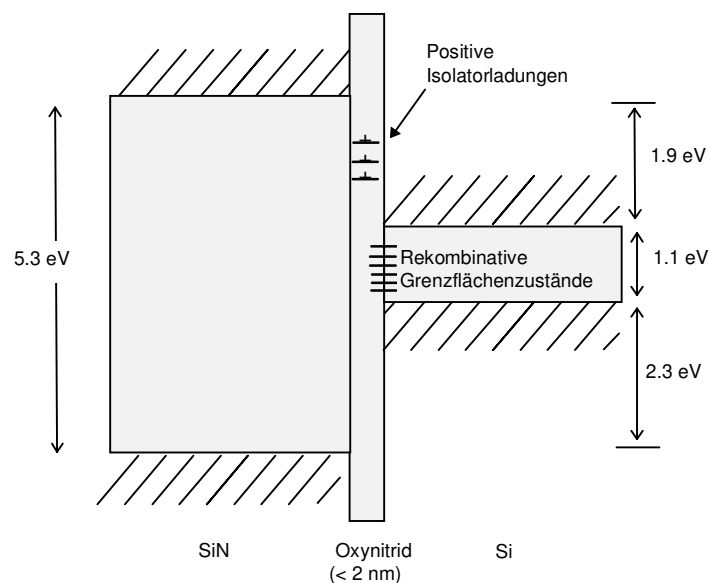 Positive
Isolatorladungen
1.9 eV
5.3 eV
Rekombinative
Grenzflächenzustände
1.1 eV
2.3 eV
SiN
Oxynitrid
(< 2 nm)
Si